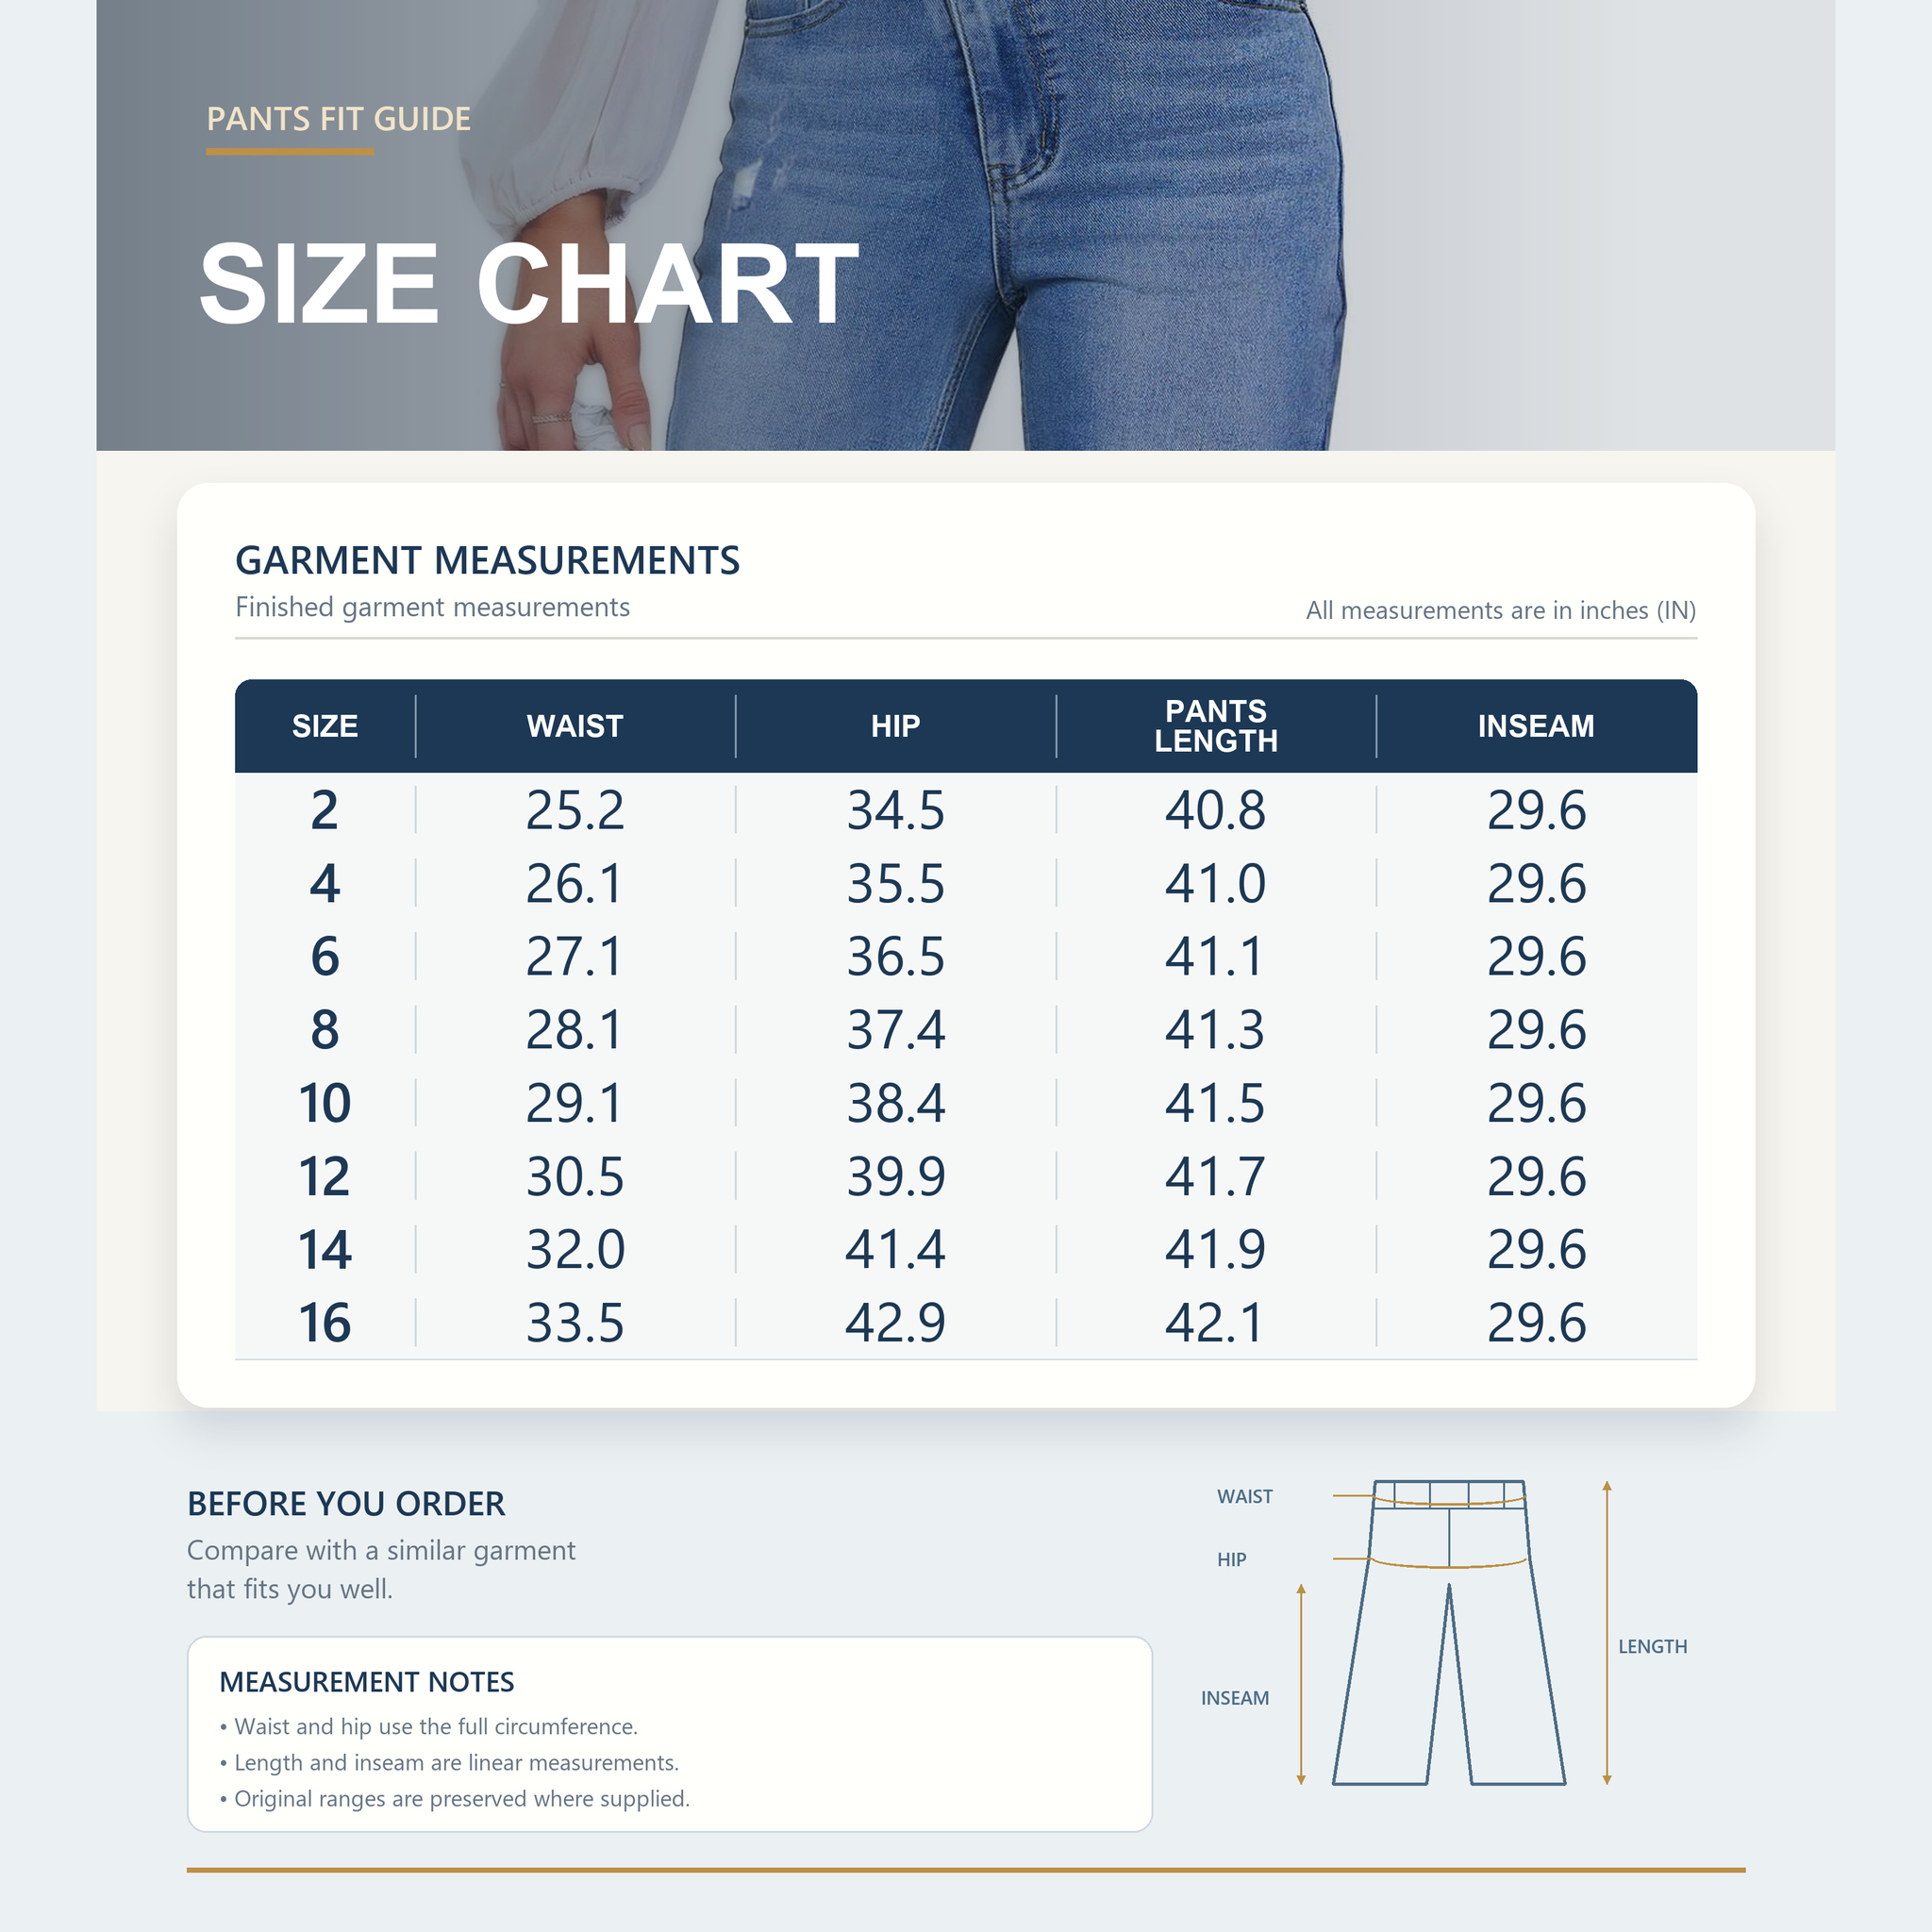 PANTS FIT GUIDE
SIZE CHART
GARMENT MEASUREMENTS
Finished garment measurements
All measurements are in inches (IN)
SIZE WAIST HIP PANTS LENGTH INSEAM
2 25.2 34.5 40.8 29.6
4 26.1 35.5 41.0 29.6
6 27.1 36.5 41.1 29.6
8 28.1 37.4 41.3 29.6
10 29.1 38.4 41.5 29.6
12 30.5 39.9 41.7 29.6
14 32.0 41.4 41.9 29.6
16 33.5 42.9 42.1 29.6
BEFORE YOU ORDER
Compare with a similar garment
that fits you well.
MEASUREMENT NOTES
• Waist and hip use the full circumference.
• Length and inseam are linear measurements.
• Original ranges are preserved where supplied.
WAIST
HIP
LENGTH
INSEAM